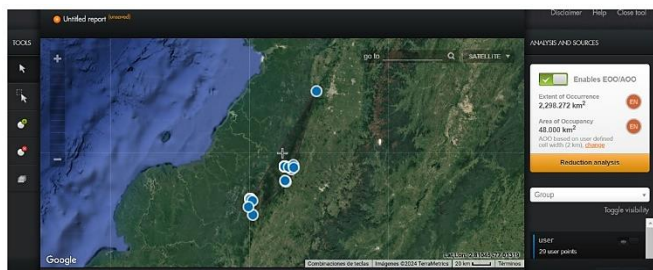 Disclaimer Help Close tool
Untitled report (unsaved)
TOOLS
go to
SATELLITE
ANALYSIS AND SOURCES
Enables EOO/AOO
Extent of Occurrence
2,298.272 km²
EN
Area of Occupancy
48.000 km²
EN
AOO based on user defined
cell width (2 km), change
Reduction analysis
Group
Toggle visibility
user
29 user points
Google
Combinaciones de teclas
Imágenes ©2024 TerraMetrics
20 km
Términos